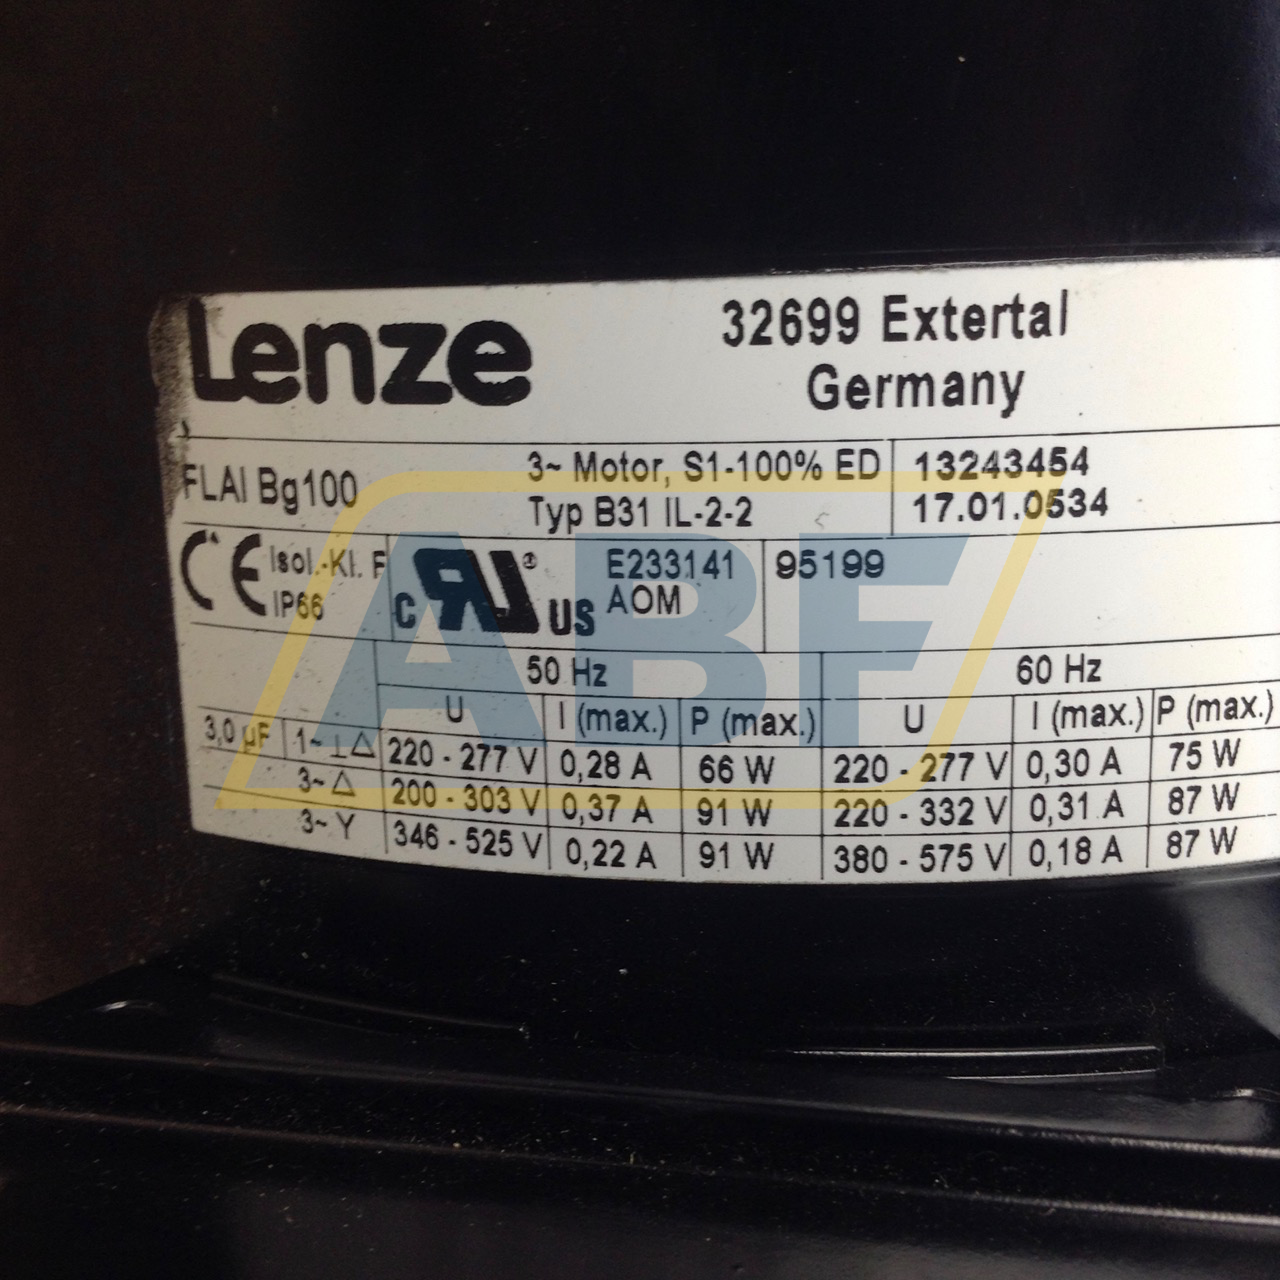 Lenze
32699 Extertal
Germany
FLAI Bg100
3~ Motor, S1-100% ED
Typ B31 IL-2-2
13243454
17.01.0534
CE Isol.-Kl. F
IP66
c RU ® US
E233141
AOM
95199
50 Hz 60 Hz
U I (max.) P (max.) U I (max.) P (max.)
3,0 µF 1~ ⊥ △ 220 - 277 V 0,28 A 66 W 220 - 277 V 0,30 A 75 W
3~ △ 200 - 303 V 0,37 A 91 W 220 - 332 V 0,31 A 87 W
3~ Y 346 - 525 V 0,22 A 91 W 380 - 575 V 0,18 A 87 W
ABF